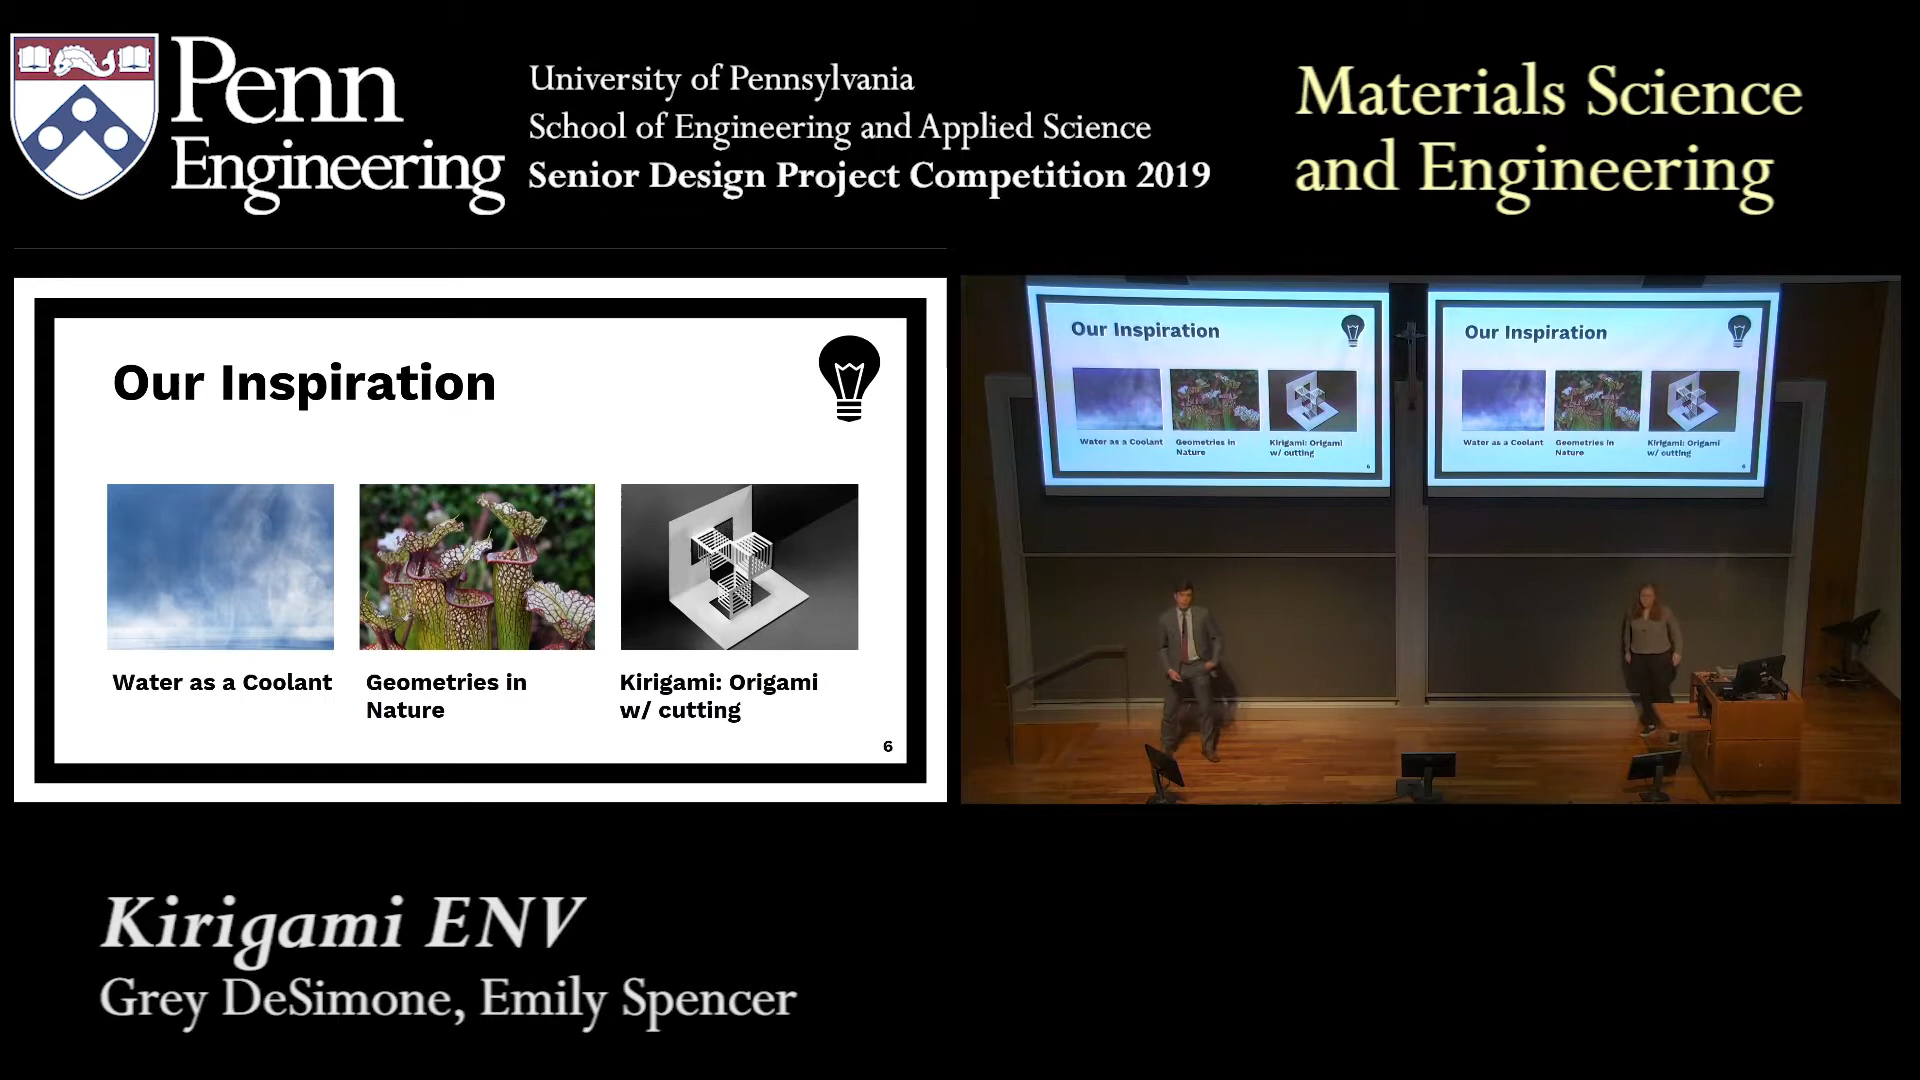 Penn
Engineering
University of Pennsylvania
School of Engineering and Applied Science
Senior Design Project Competition 2019
Materials Science
and Engineering
Our Inspiration
Water as a Coolant
Geometries in
Nature
Kirigami: Origami
w/ cutting
6
Our Inspiration
Water as a Coolant
Geometries in
Nature
Kirigami: Origami
w/ cutting
6
Our Inspiration
Water as a Coolant
Geometries in
Nature
Kirigami: Origami
w/ cutting
6
Kirigami ENV
Grey DeSimone, Emily Spencer